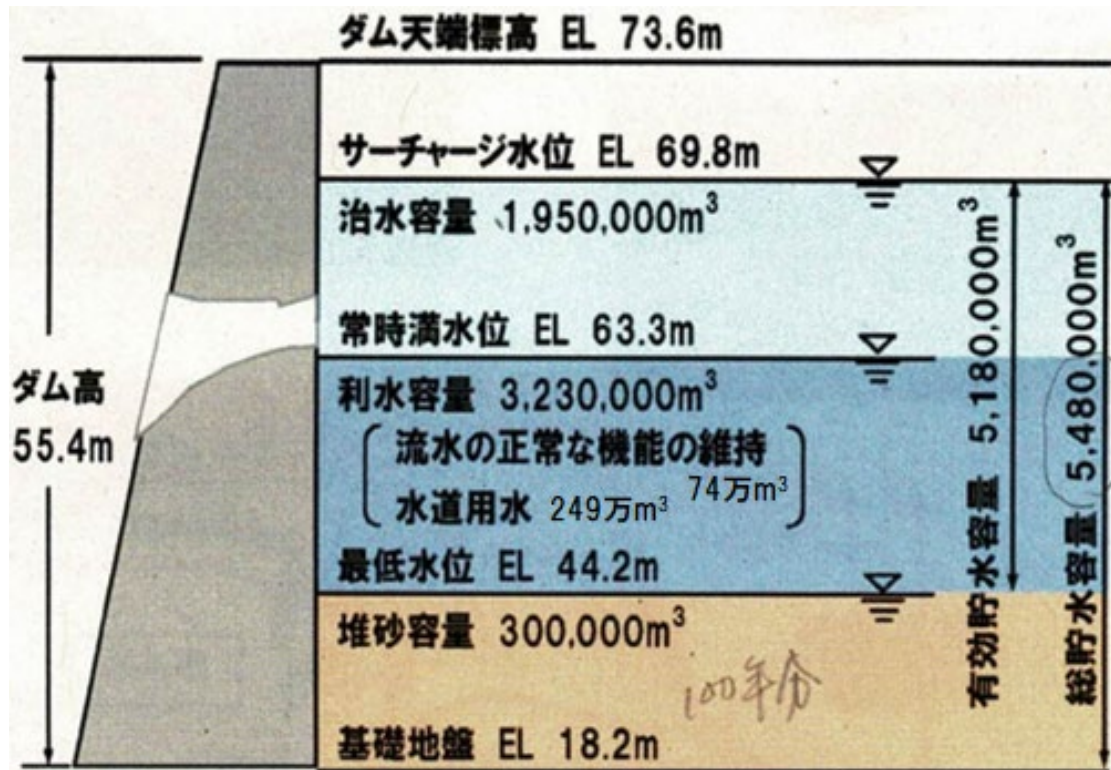 ダム天端標高 EL 73.6m
サーチャージ水位 EL 69.8m
治水容量 1,950,000m³
常時満水位 EL 63.3m
ダム高
55.4m
利水容量 3,230,000m³
流水の正常な機能の維持
74万m³
水道用水 249万m³
最低水位 EL 44.2m
堆砂容量 300,000m³
100年分
基礎地盤 EL 18.2m
有効貯水容量 5,180,000m³
総貯水容量 5,480,000m³